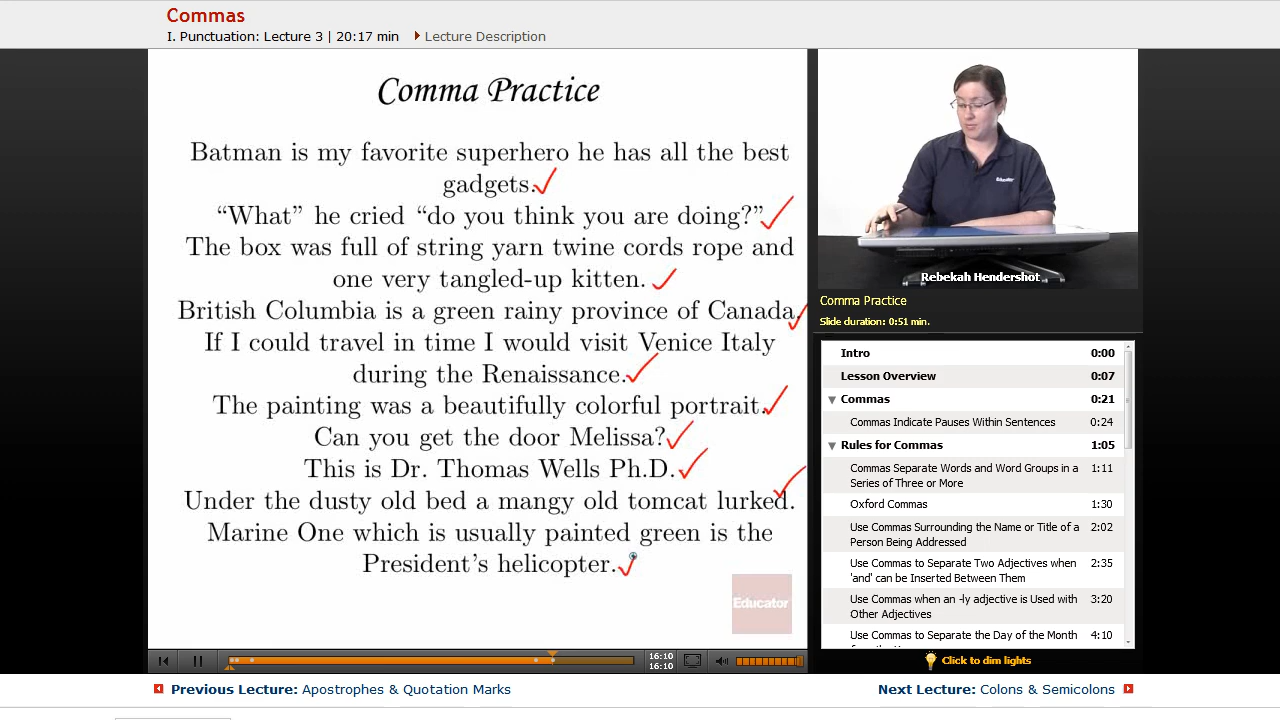 Commas
I. Punctuation: Lecture 3 | 20:17 min Lecture Description
Comma Practice
Batman is my favorite superhero he has all the best
gadgets.
“What” he cried “do you think you are doing?”
The box was full of string yarn twine cords rope and
one very tangled-up kitten.
British Columbia is a green rainy province of Canada.
If I could travel in time I would visit Venice Italy
during the Renaissance.
The painting was a beautifully colorful portrait.
Can you get the door Melissa?
This is Dr. Thomas Wells Ph.D.
Under the dusty old bed a mangy old tomcat lurked.
Marine One which is usually painted green is the
President’s helicopter.
Educator
16:10
16:10
Educator
Rebekah Hendershot
Comma Practice
Slide duration: 0:51 min.
Intro 0:00
Lesson Overview 0:07
Commas 0:21
Commas Indicate Pauses Within Sentences 0:24
Rules for Commas 1:05
Commas Separate Words and Word Groups in a 1:11
Series of Three or More
Oxford Commas 1:30
Use Commas Surrounding the Name or Title of a 2:02
Person Being Addressed
Use Commas to Separate Two Adjectives when 2:35
'and' can be Inserted Between Them
Use Commas when an -ly adjective is Used with 3:20
Other Adjectives
Use Commas to Separate the Day of the Month 4:10
Click to dim lights
Previous Lecture: Apostrophes & Quotation Marks
Next Lecture: Colons & Semicolons